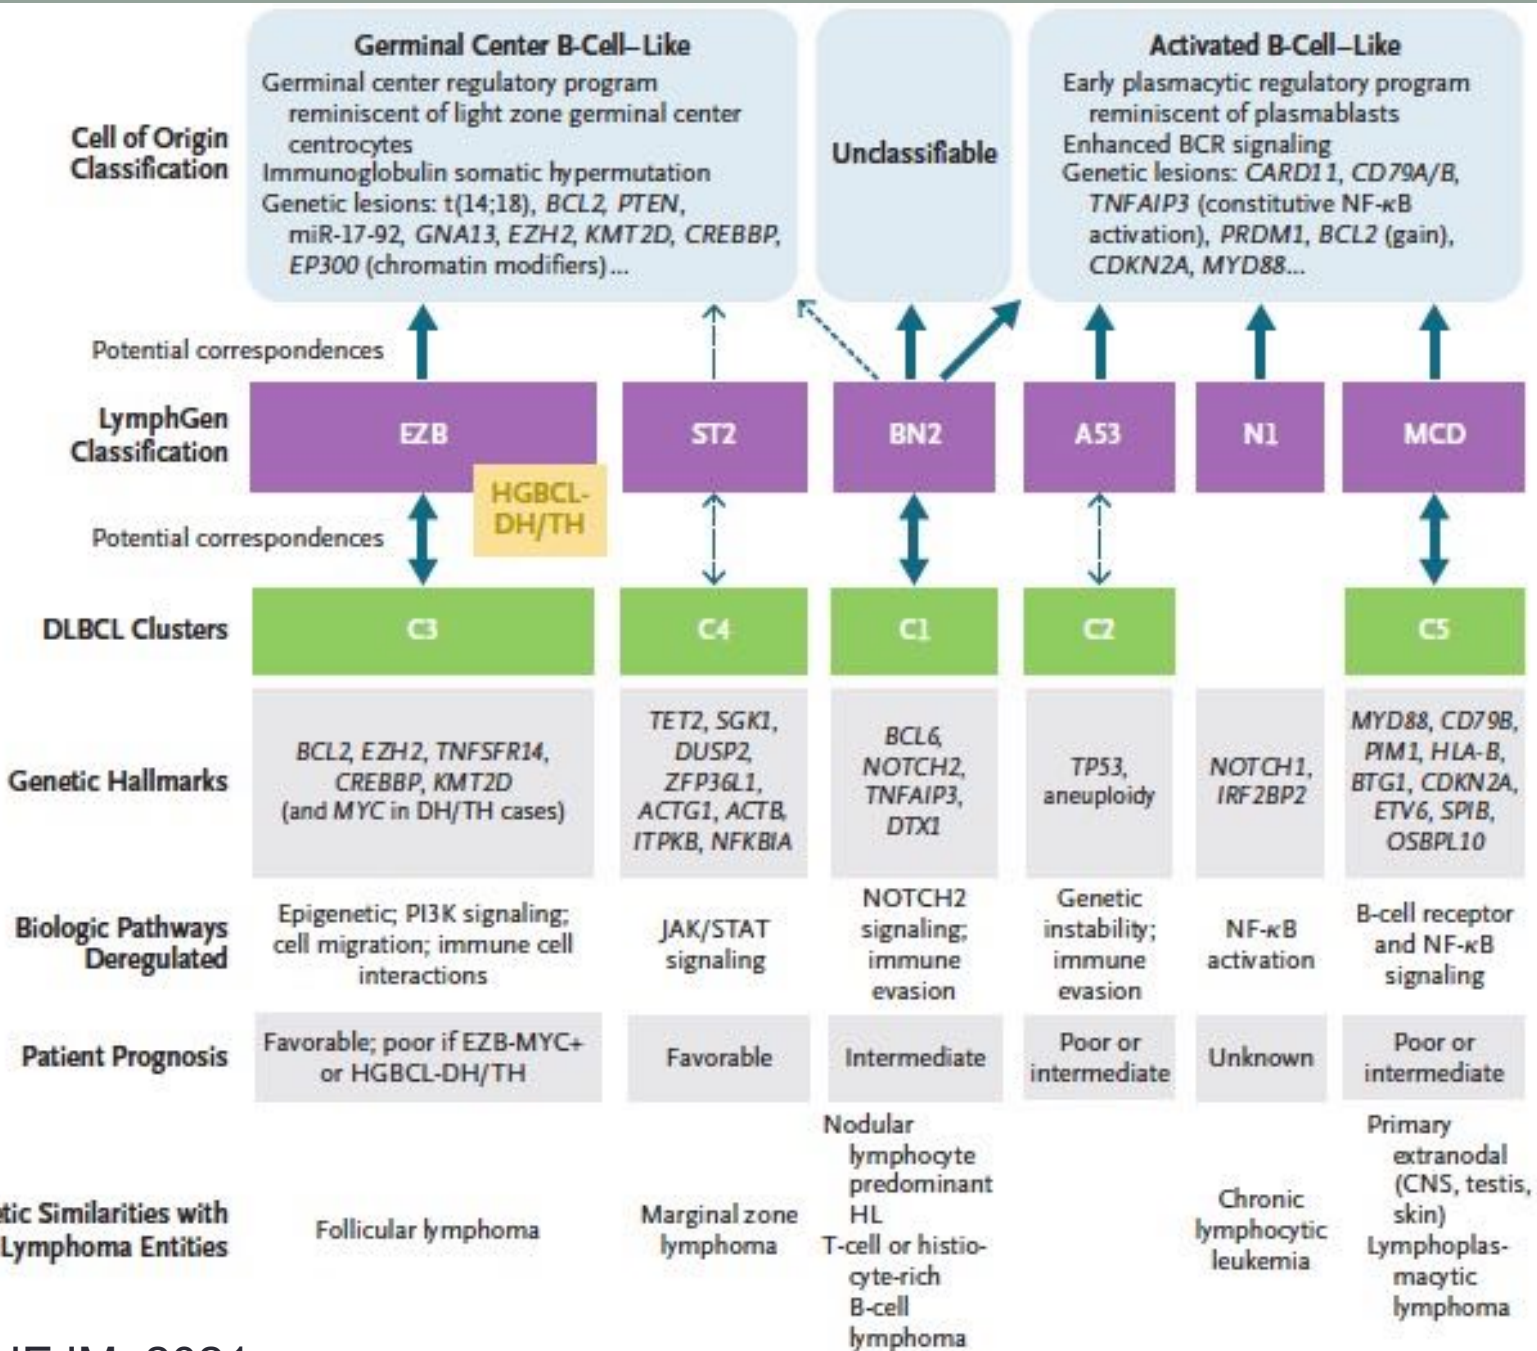 Germinal Center B-Cell–Like
Germinal center regulatory program
reminiscent of light zone germinal center
centrocytes
Immunoglobulin somatic hypermutation
Genetic lesions: t(14;18), BCL2, PTEN,
miR-17-92, GNA13, EZH2, KMT2D, CREBBP,
EP300 (chromatin modifiers)...
Unclassifiable
Activated B-Cell–Like
Early plasmacytic regulatory program
reminiscent of plasmablasts
Enhanced BCR signaling
Genetic lesions: CARD11, CD79A/B,
TNFAIP3 (constitutive NF-κB
activation), PRDM1, BCL2 (gain),
CDKN2A, MYD88...
Cell of Origin
Classification
Potential correspondences
LymphGen
Classification
EZB
ST2
BN2
A53
N1
MCD
HGBCL-
DH/TH
Potential correspondences
DLBCL Clusters
C3
C4
C1
C2
C5
Genetic Hallmarks
BCL2, EZH2, TNFSFR14,
CREBBP, KMT2D
(and MYC in DH/TH cases)
TET2, SGK1,
DUSP2,
ZFP36L1,
ACTG1, ACTB,
ITPKB, NFKBIA
BCL6,
NOTCH2,
TNFAIP3,
DTX1
TP53,
aneuploidy
NOTCH1,
IRF2BP2
MYD88, CD79B,
PIM1, HLA-B,
BTG1, CDKN2A,
ETV6, SPIB,
OSBPL10
Biologic Pathways
Deregulated
Epigenetic; PI3K signaling;
cell migration; immune cell
interactions
JAK/STAT
signaling
NOTCH2
signaling;
immune
evasion
Genetic
instability;
immune
evasion
NF-κB
activation
B-cell receptor
and NF-κB
signaling
Patient Prognosis
Favorable; poor if EZB-MYC+
or HGBCL-DH/TH
Favorable
Intermediate
Poor or
intermediate
Unknown
Poor or
intermediate
Similarities with
Lymphoma Entities
Follicular lymphoma
Marginal zone
lymphoma
Nodular
lymphocyte
predominant
HL
T-cell or histio-
cyte-rich
B-cell
lymphoma
Chronic
lymphocytic
leukemia
Primary
extranodal
(CNS, testis,
skin)
Lymphoplas-
macytic
lymphoma